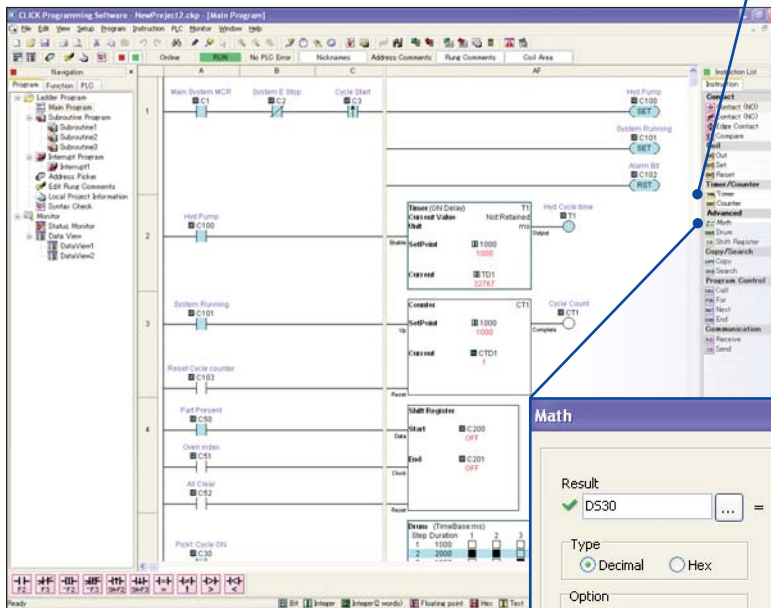 CLICK Programming Software - NewProject2.ckp - [Main Program]
File Edit View Setup Program Instruction PLC Monitor Window Help
Online RUN No PLC Error Nicknames Address Comments Rung Comments Coil Area
Navigation
Program Function PLC
Ladder Program
Main Program
Subroutine Program
Subroutine1
Subroutine2
Subroutine3
Interrupt Program
Interrupt1
Address Picker
Edit Rung Comments
Local Project Information
Syntax Check
Monitor
Status Monitor
Data View
DataView1
DataView2
A B C AF
1
Main System MCR System E Stop Cycle Start Hyd Pump
C1 C2 C3 C100
SET
System Running
C101
SET
Alarm Bit
C102
RST
2
Hyd Pump
C100
Timer (ON Delay) T1
Current Value Not Retained
Unit ms
Enable SetPoint 1000
1000
Current TD1
32767
Hyd Cycle time
T1
Output
3
System Running
C101
Counter CT1
Up SetPoint 1000
1000
Current CTD1
1
Cycle Count
CT1
Complete
Reset Cycle counter
C103
Reset
4
Part Present
C50
Shift Register
Data Start C200
OFF
Oven index
C51
Clock End C201
OFF
All Clear
C52
Reset
Pick1 Cycle ON
C30
Drum (TimeBase:ms)
Step Duration 1 2 3
1 1000
2 2000
Instruction List
Instruction
Contact
Contact (NO)
Contact (NC)
Edge Contact
Compare
Coil
Out
Set
Reset
Timer/Counter
Timer
Counter
Advanced
Math
Drum
Shift Register
Copy/Search
Copy
Search
Program Control
Call
For
Next
End
Communication
Receive
Send
F2 F3 ^F2 ^F3 SHF2 SHF3
Ready Bit Integer Integer(2 words) Floating point Hex Text
Math
Result
DS30 ... =
Type
Decimal Hex
Option